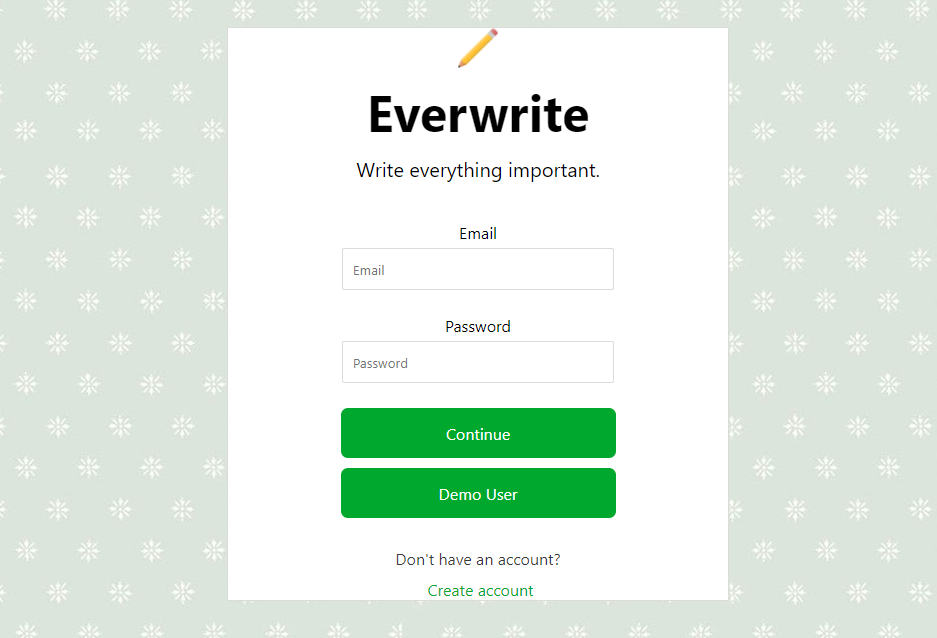 Everwrite
Write everything important.
Email
Email
Password
Password
Continue
Demo User
Don't have an account?
Create account